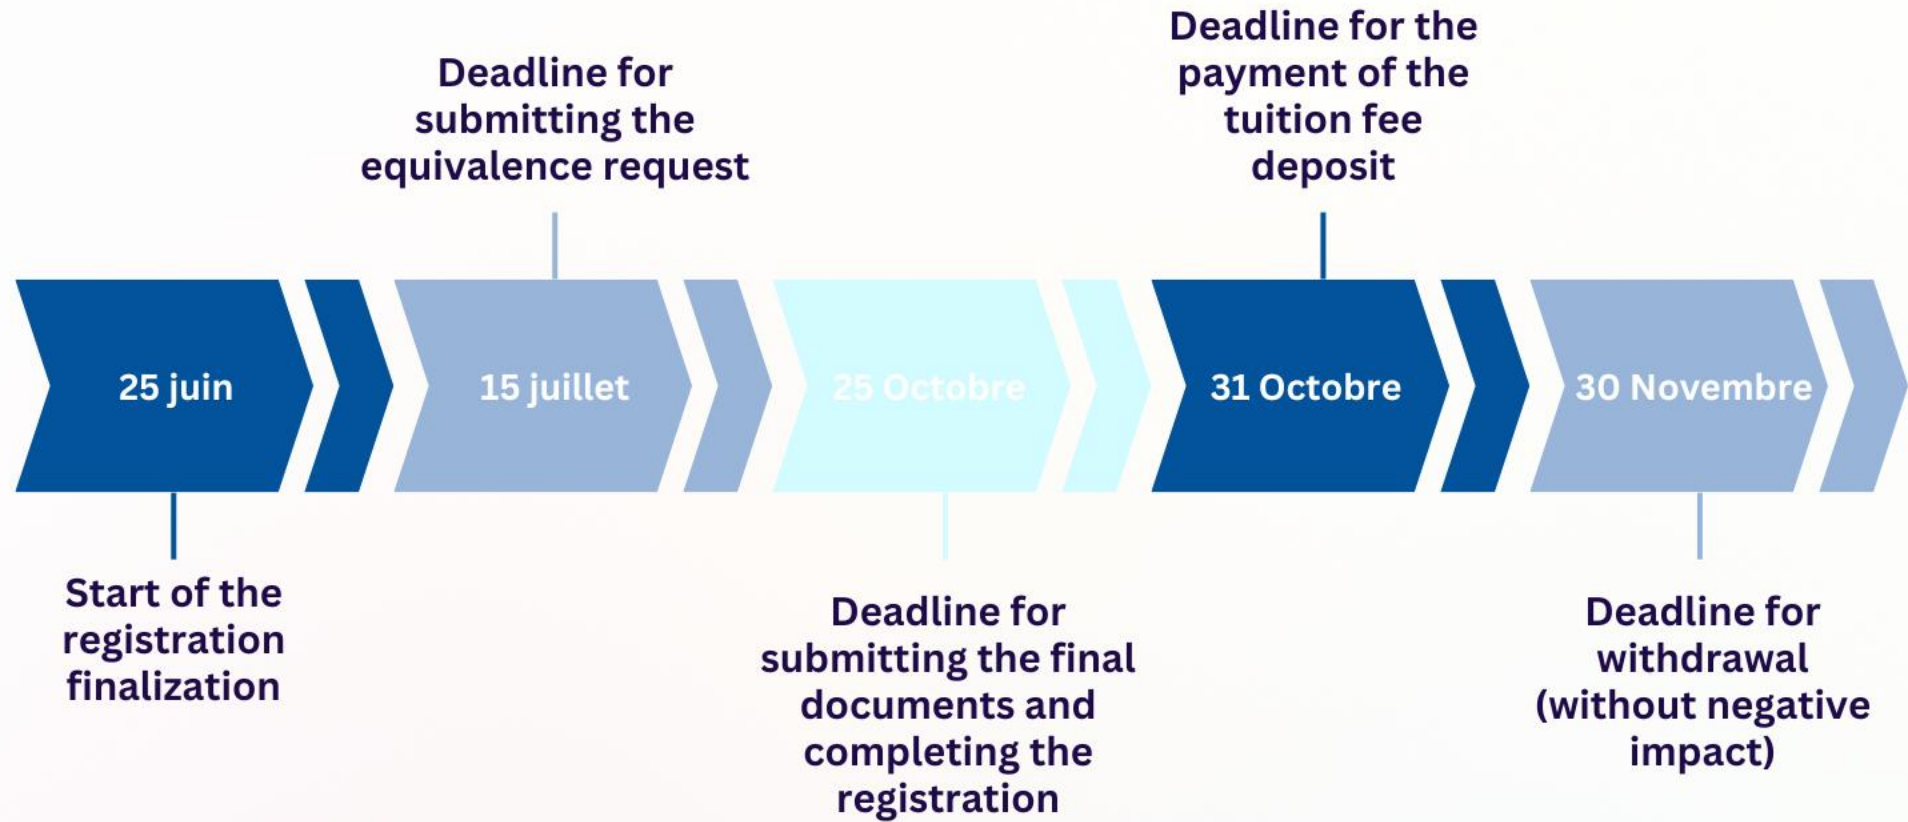 Deadline for the
payment of the
tuition fee
deposit
Deadline for
submitting the
equivalence request
25 juin
15 juillet
25 Octobre
31 Octobre
30 Novembre
Start of the
registration
finalization
Deadline for
submitting the final
documents and
completing the
registration
Deadline for
withdrawal
(without negative
impact)